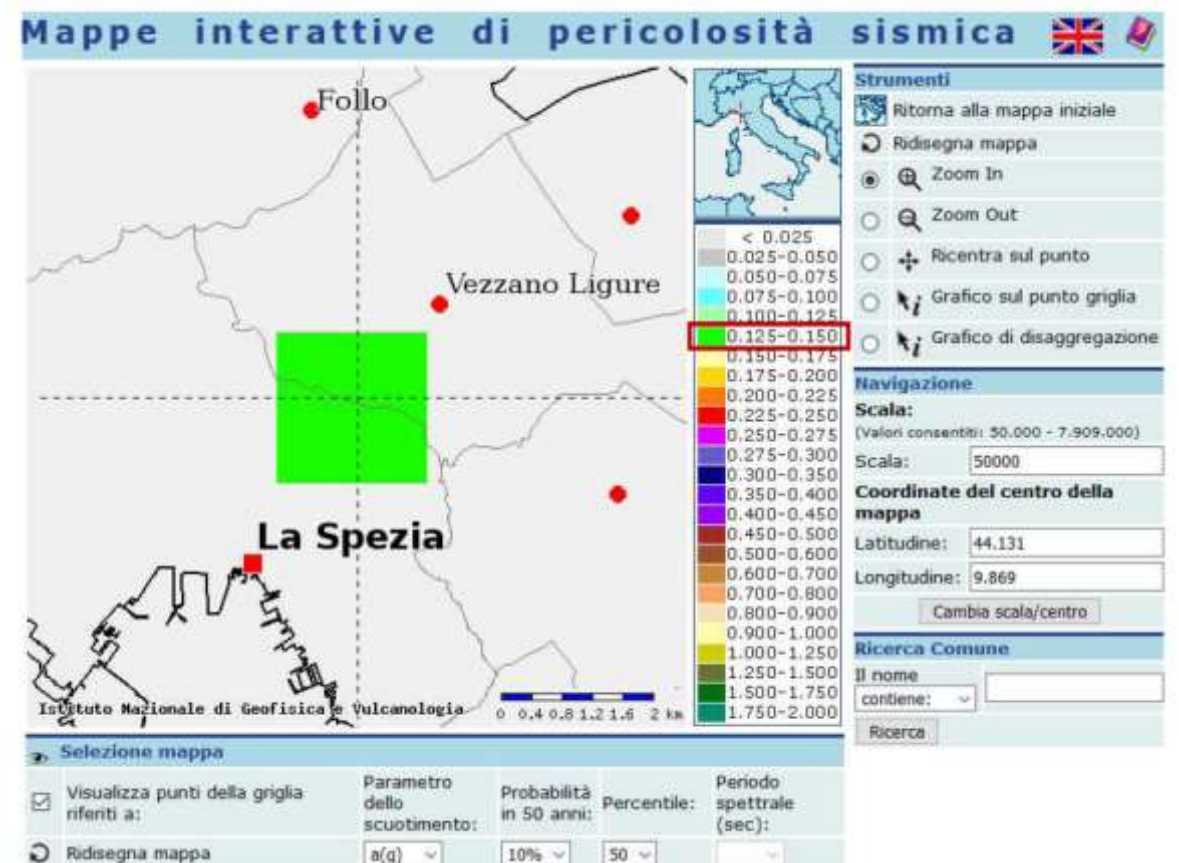 Mappe interattive di pericolosità sismica
Follo
Vezzano Ligure
La Spezia
Istituto Nazionale di Geofisica e Vulcanologia
0 0.4 0.8 1.2 1.6 2 km
< 0.025
0.025-0.050
0.050-0.075
0.075-0.100
0.100-0.125
0.125-0.150
0.150-0.175
0.175-0.200
0.200-0.225
0.225-0.250
0.250-0.275
0.275-0.300
0.300-0.350
0.350-0.400
0.400-0.450
0.450-0.500
0.500-0.600
0.600-0.700
0.700-0.800
0.800-0.900
0.900-1.000
1.000-1.250
1.250-1.500
1.500-1.750
1.750-2.000
Strumenti
Ritorna alla mappa iniziale
Ridisegna mappa
Zoom In
Zoom Out
Ricentra sul punto
Grafico sul punto griglia
Grafico di disaggregazione
Navigazione
Scala:
(Valori consentiti: 50.000 - 7.909.000)
Scala: 50000
Coordinate del centro della
mappa
Latitudine: 44.131
Longitudine: 9.869
Cambia scala/centro
Ricerca Comune
Il nome
contiene:
Ricerca
Selezione mappa
Visualizza punti della griglia
riferiti a:
Parametro
dello
scuotimento:
Probabilità
in 50 anni:
Percentile:
Periodo
spettrale
(sec):
Ridisegna mappa
a(g)
10%
50